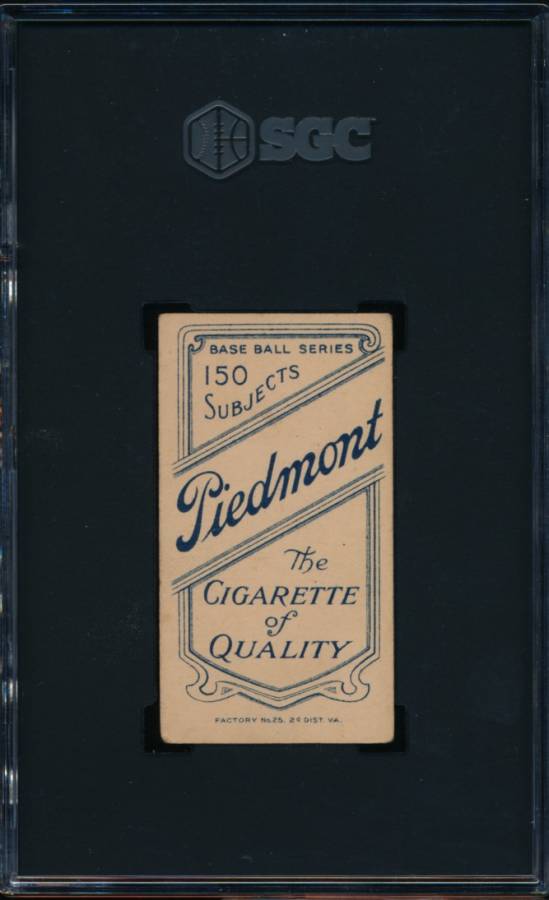 SGC
BASE BALL SERIES
150
SUBJECTS
Piedmont
The
CIGARETTE
of
QUALITY
FACTORY No. 25. 2d DIST. VA.